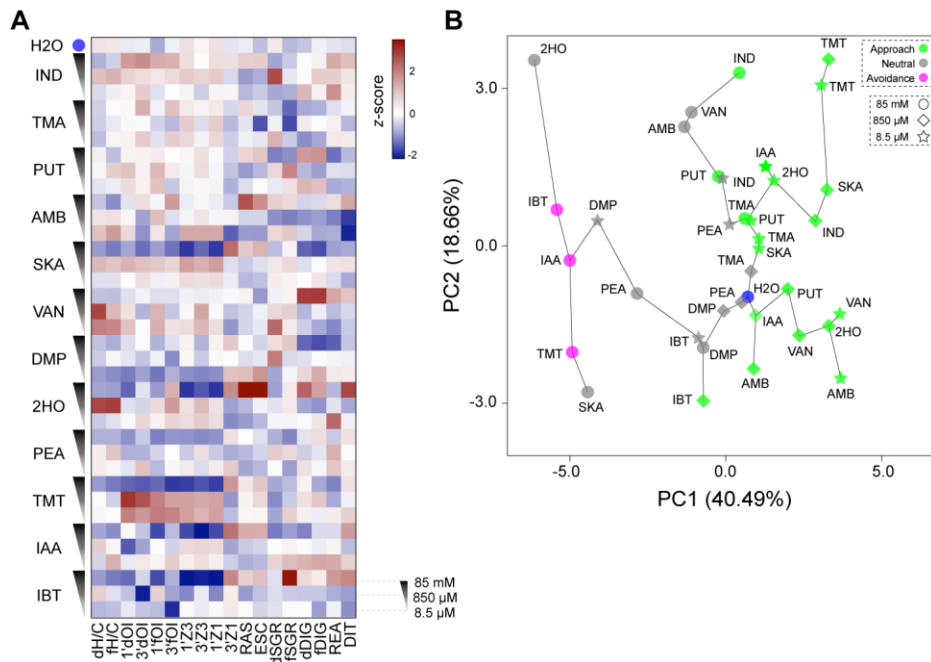 A
H2O
IND
TMA
PUT
AMB
SKA
VAN
DMP
2HO
PEA
TMT
IAA
IBT
dH/C
fH/C
1'dOI
3'dOI
1'fOI
3'fOI
1'Z3
3'Z3
1'Z1
3'Z1
RAS
ESC
dSGR
fSGR
dDIG
fDIG
REA
DIT
z-score
2
1
0
-1
-2
85 mM
850 µM
8.5 µM
B
PC2 (18.66%)
3.0
0.0
-3.0
-5.0
0.0
5.0
PC1 (40.49%)
Approach
Neutral
Avoidance
85 mM
850 µM
8.5 µM
2HO
IND
TMT
VAN
TMT
AMB
IAA
2HO
PUT
IND
SKA
IBT
DMP
TMA
PUT
IND
PEA
TMA
SKA
IAA
TMA
PEA
PEA
H2O
PUT
DMP
IAA
VAN
2HO
TMT
IBT
DMP
VAN
AMB
AMB
SKA
IBT